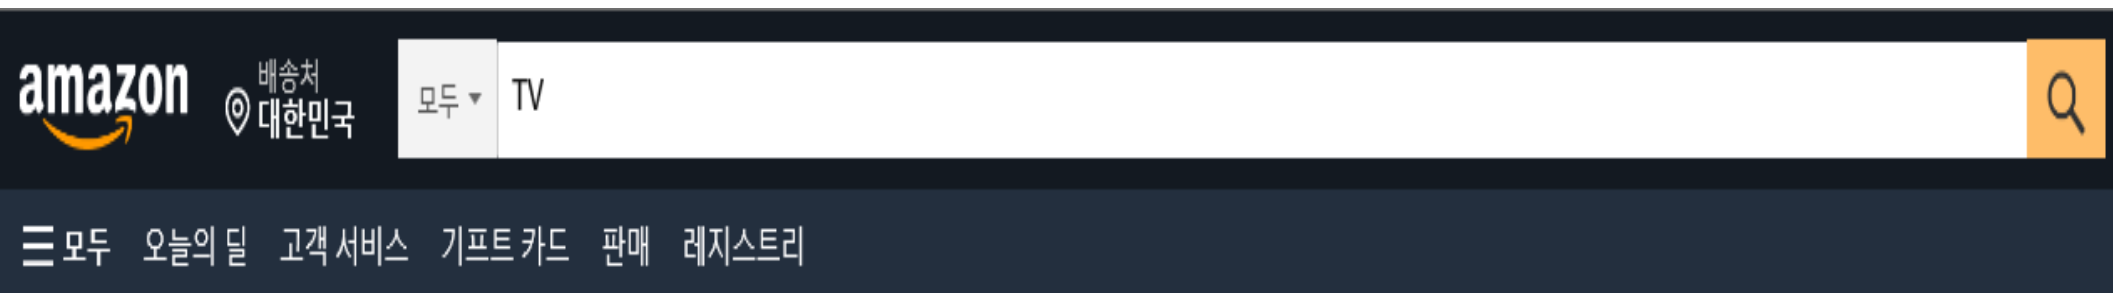 amazon
배송처
대한민국
모두
TV
모두 오늘의 딜 고객 서비스 기프트 카드 판매 레지스트리